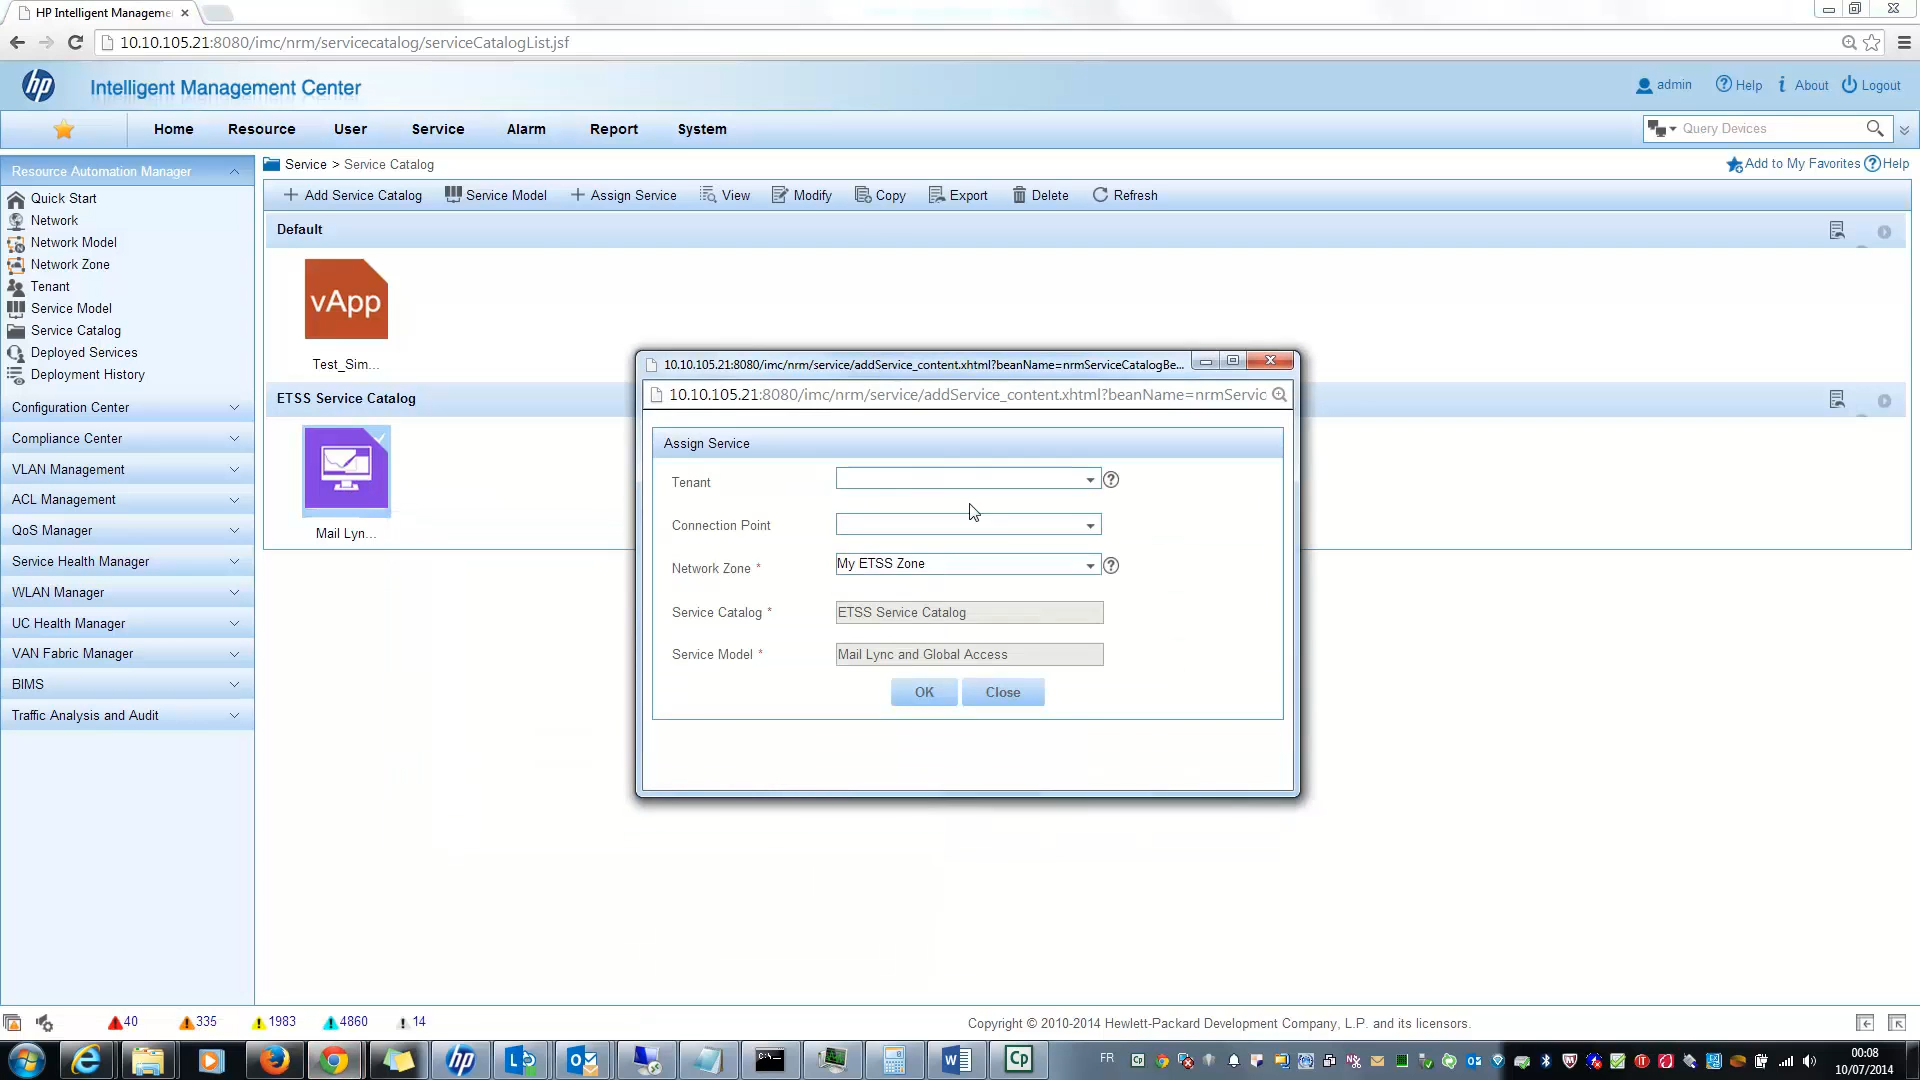 HP Intelligent Manageme
10.10.105.21:8080/imc/nrm/servicecatalog/serviceCatalogList.jsf
hp Intelligent Management Center
admin Help About Logout
Home Resource User Service Alarm Report System
Query Devices
Resource Automation Manager
Service > Service Catalog
Add to My Favorites Help
Quick Start
Network
Network Model
Network Zone
Tenant
Service Model
Service Catalog
Deployed Services
Deployment History
Configuration Center
Compliance Center
VLAN Management
ACL Management
QoS Manager
Service Health Manager
WLAN Manager
UC Health Manager
VAN Fabric Manager
BIMS
Traffic Analysis and Audit
Add Service Catalog Service Model Assign Service View Modify Copy Export Delete Refresh
Default
vApp
Test_Sim...
ETSS Service Catalog
Mail Lyn...
10.10.105.21:8080/imc/nrm/service/addService_content.xhtml?beanName=nrmServiceCatalogBe...
10.10.105.21:8080/imc/nrm/service/addService_content.xhtml?beanName=nrmServic
Assign Service
Tenant
Connection Point
Network Zone * My ETSS Zone
Service Catalog * ETSS Service Catalog
Service Model * Mail Lync and Global Access
OK Close
40 335 1983 4860 14
Copyright © 2010-2014 Hewlett-Packard Development Company, L.P. and its licensors.
FR
00:08
10/07/2014